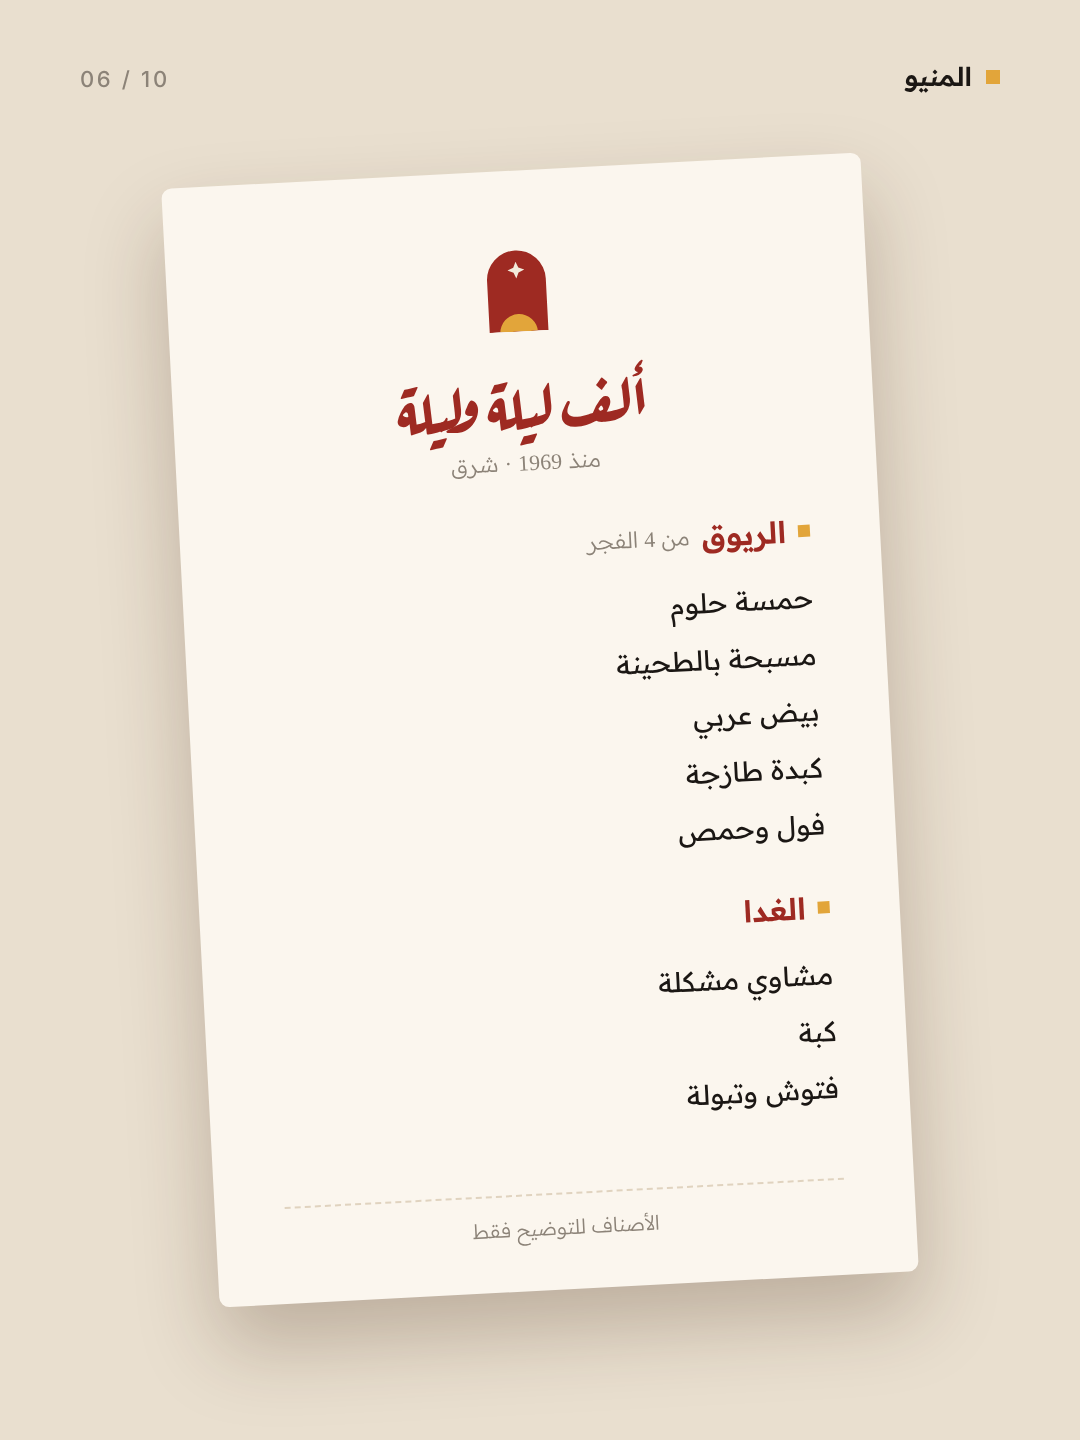 المنيو
06 / 10
ألف ليلة وليلة
منذ 1969 · شرق
الريوق من 4 الفجر
خمسة حلوم
مسبحة بالطحينة
بيض عربي
كبدة طازجة
فول وحمص
الغدا
مشاوي مشكلة
كبة
فتوش وتبولة
الأصناف للتوضيح فقط